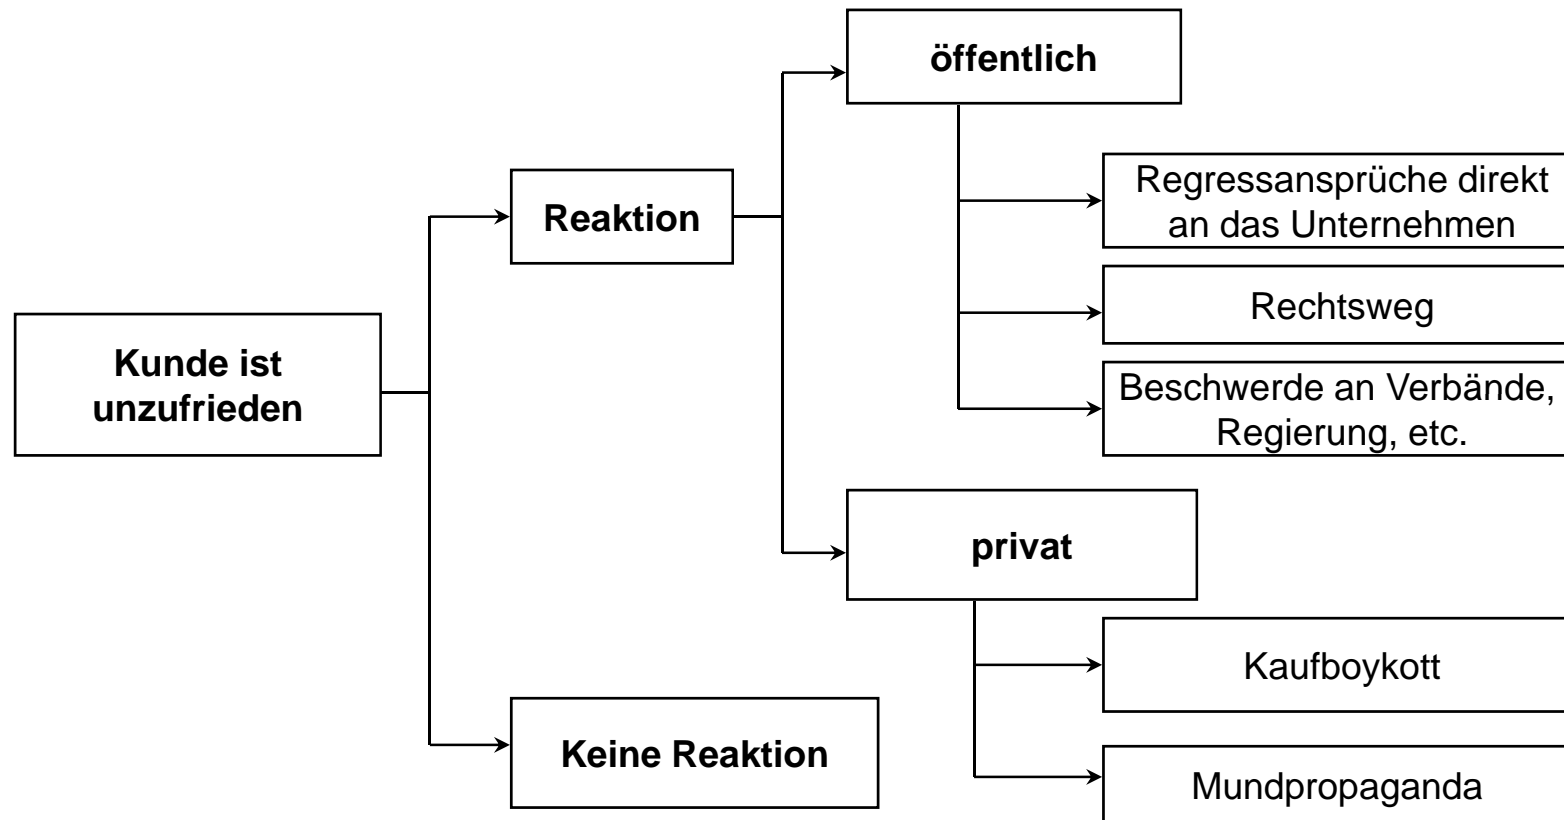 öffentlich
Regressansprüche direkt
an das Unternehmen
Reaktion
Rechtsweg
Kunde ist
unzufrieden
Beschwerde an Verbände,
Regierung, etc.
privat
Kaufboykott
Keine Reaktion
Mundpropaganda